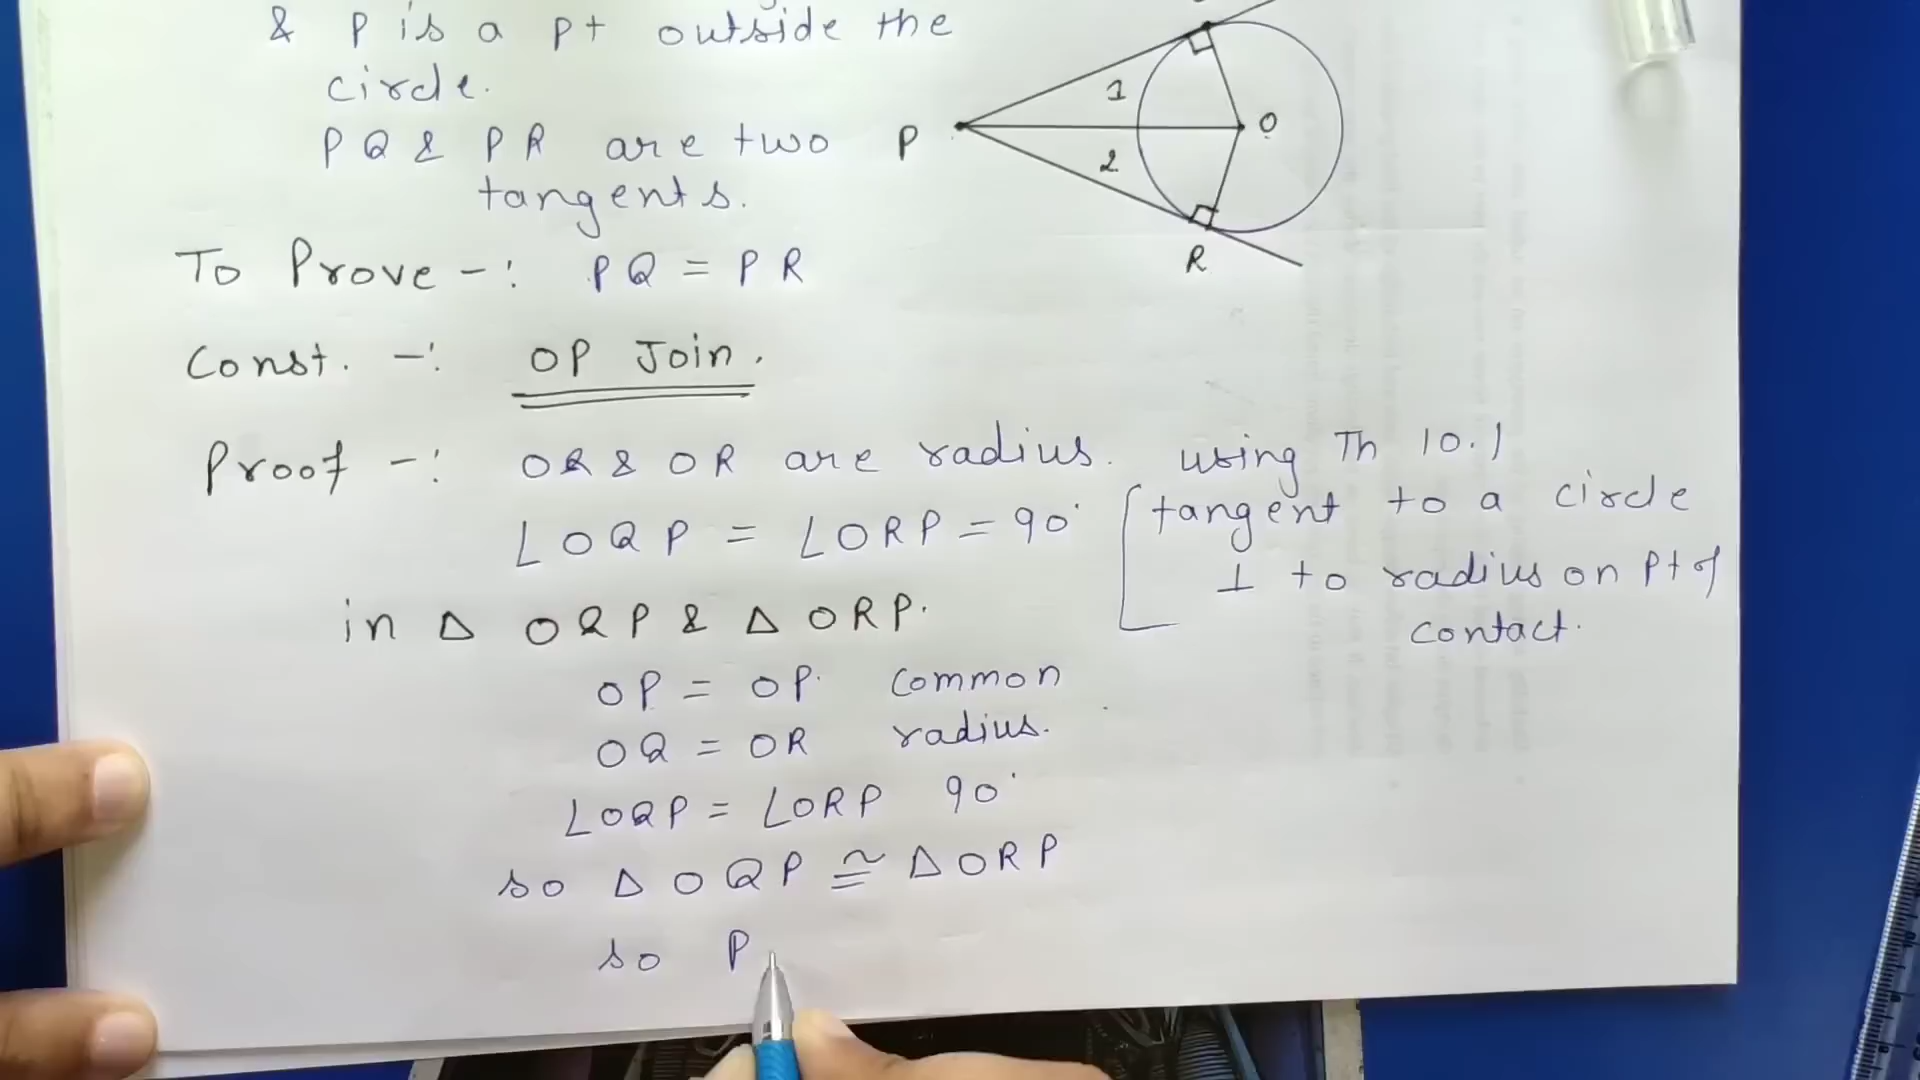 & P is a pt outside the
circle.
PQ & PR are two
tangents.
P
1
2
O
R
To Prove -: PQ = PR
Const. -: OP Join.
Proof -: OQ & OR are radius. using Th 10.1
∠OQP = ∠ORP = 90° [tangent to a circle
⊥ to radius on pt of
contact.
in △ OQP & △ ORP.
OP = OP. common
OQ = OR radius.
∠OQP = ∠ORP 90°
so △ OQP ≅ △ ORP
so P